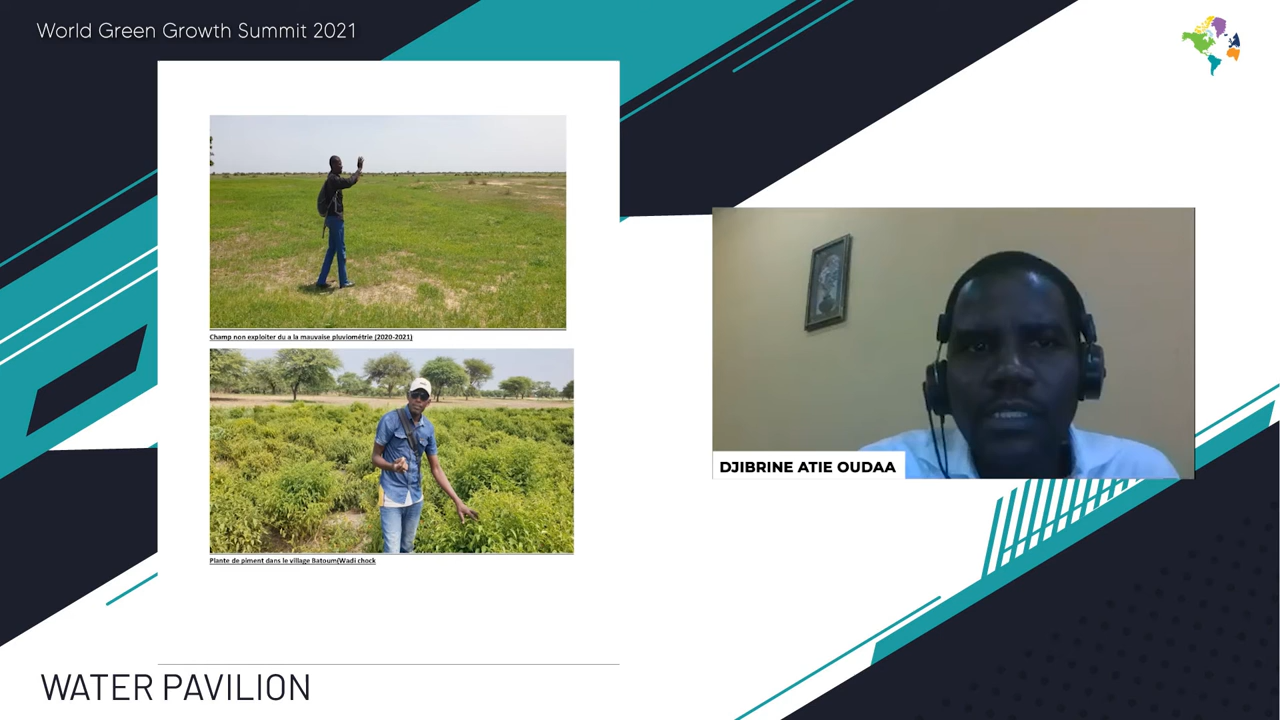 World Green Growth Summit 2021
Champ non exploiter du a la mauvaise pluviométrie (2020-2021)
Plante de piment dans le village Batoum(Wadi chock
DJIBRINE ATIE OUDAA
WATER PAVILION